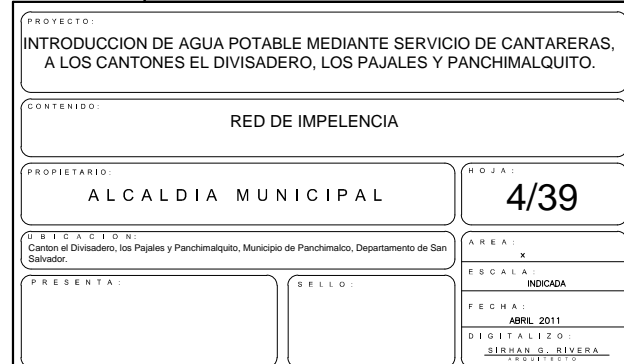 PROYECTO:
INTRODUCCION DE AGUA POTABLE MEDIANTE SERVICIO DE CANTARERAS,
A LOS CANTONES EL DIVISADERO, LOS PAJALES Y PANCHIMALQUITO.
CONTENIDO:
RED DE IMPELENCIA
PROPIETARIO:
ALCALDIA MUNICIPAL
HOJA:
4/39
UBICACION:
Canton el Divisadero, los Pajales y Panchimalquito, Municipio de Panchimalco, Departamento de San
Salvador.
AREA:
x
ESCALA:
INDICADA
PRESENTA:
SELLO:
FECHA:
ABRIL 2011
DIGITALIZO:
SIRHAN G. RIVERA
ARQUITECTO